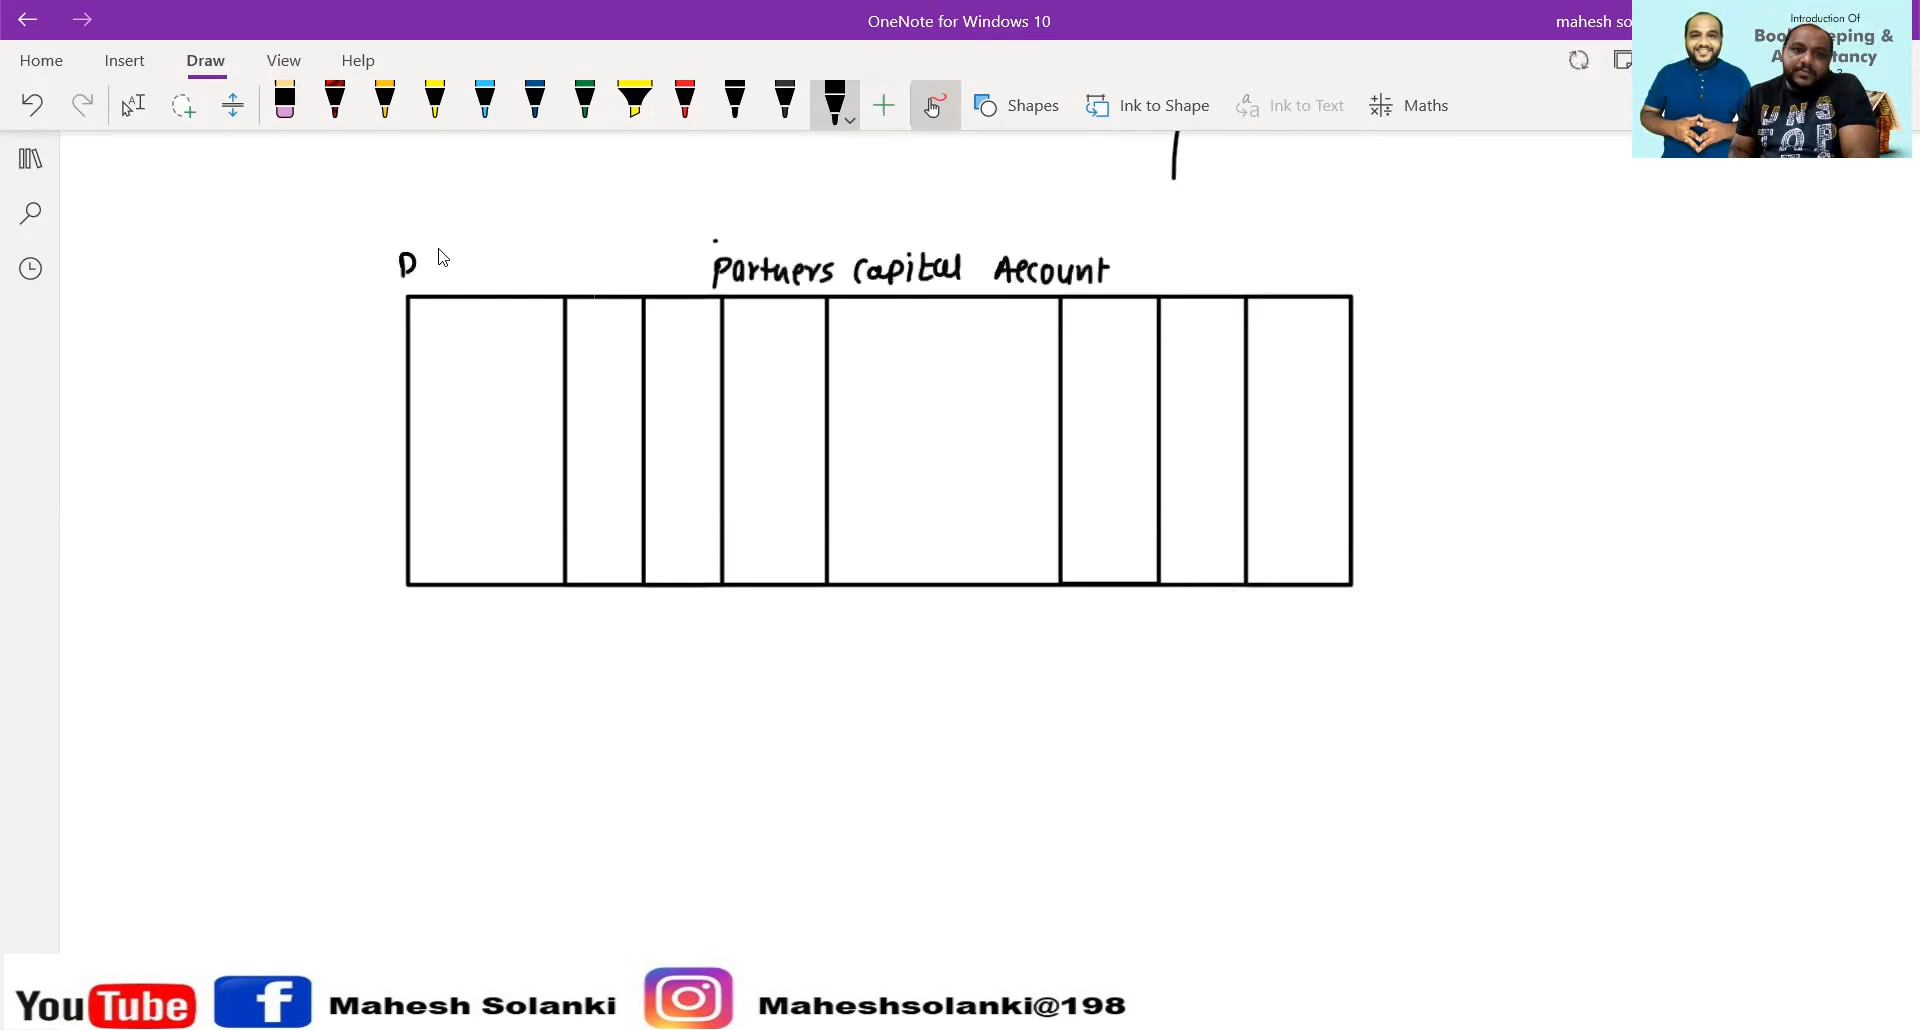 OneNote for Windows 10
mahesh so
Home Insert Draw View Help
Shapes Ink to Shape Ink to Text Maths
Introduction Of
D
Partners Capital Account
YouTube f Mahesh Solanki Maheshsolanki@198